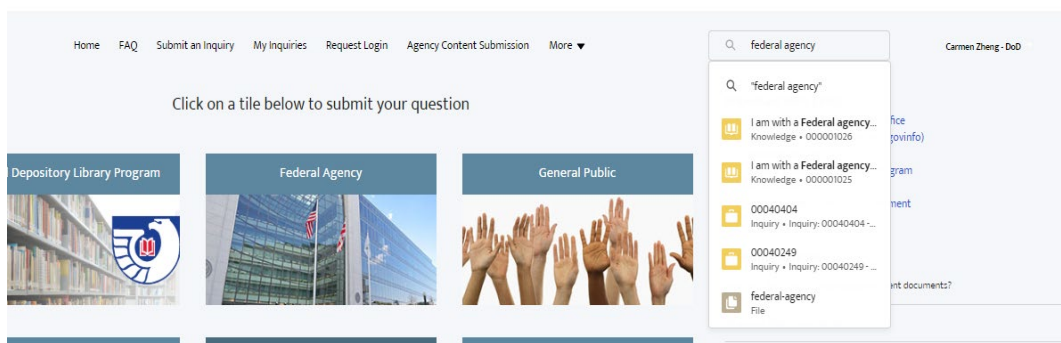 Home FAQ Submit an Inquiry My Inquiries Request Login Agency Content Submission More ▼
federal agency
Carmen Zheng - DoD
Click on a tile below to submit your question
"federal agency"
I am with a Federal agency...
Knowledge • 000001026
I am with a Federal agency...
Knowledge • 000001025
00040404
Inquiry • Inquiry: 00040404 -...
00040249
Inquiry • Inquiry: 00040249 - ...
federal-agency
File
Depository Library Program
Federal Agency
General Public
fice
govinfo)
gram
ment
ent documents?